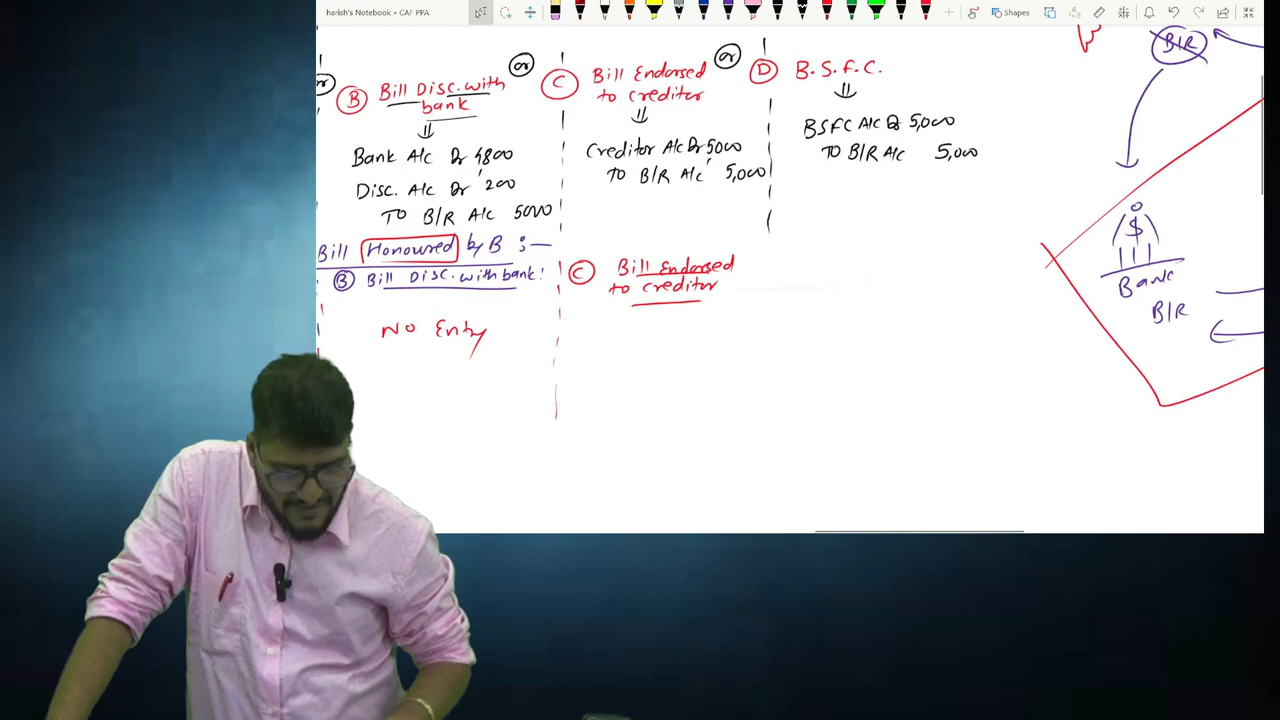 harish's Notebook » CAF PPA
Shapes
or
B Bill Disc. with
bank
⇓
Bank A/c Dr 4800
Disc. A/c Dr 200
To B/R A/c 5000
or
C Bill Endorsed
to creditor
⇓
Creditor A/c Dr 5000
To B/R A/c 5,000
or
D B.S.F.C.
⇓
BSFC A/c Dr 5,000
To B/R A/c 5,000
Bill Honoured by B :—
B Bill Disc. with bank:
No Entry
C Bill Endorsed
to creditor
B/R
$
Bank
B/R